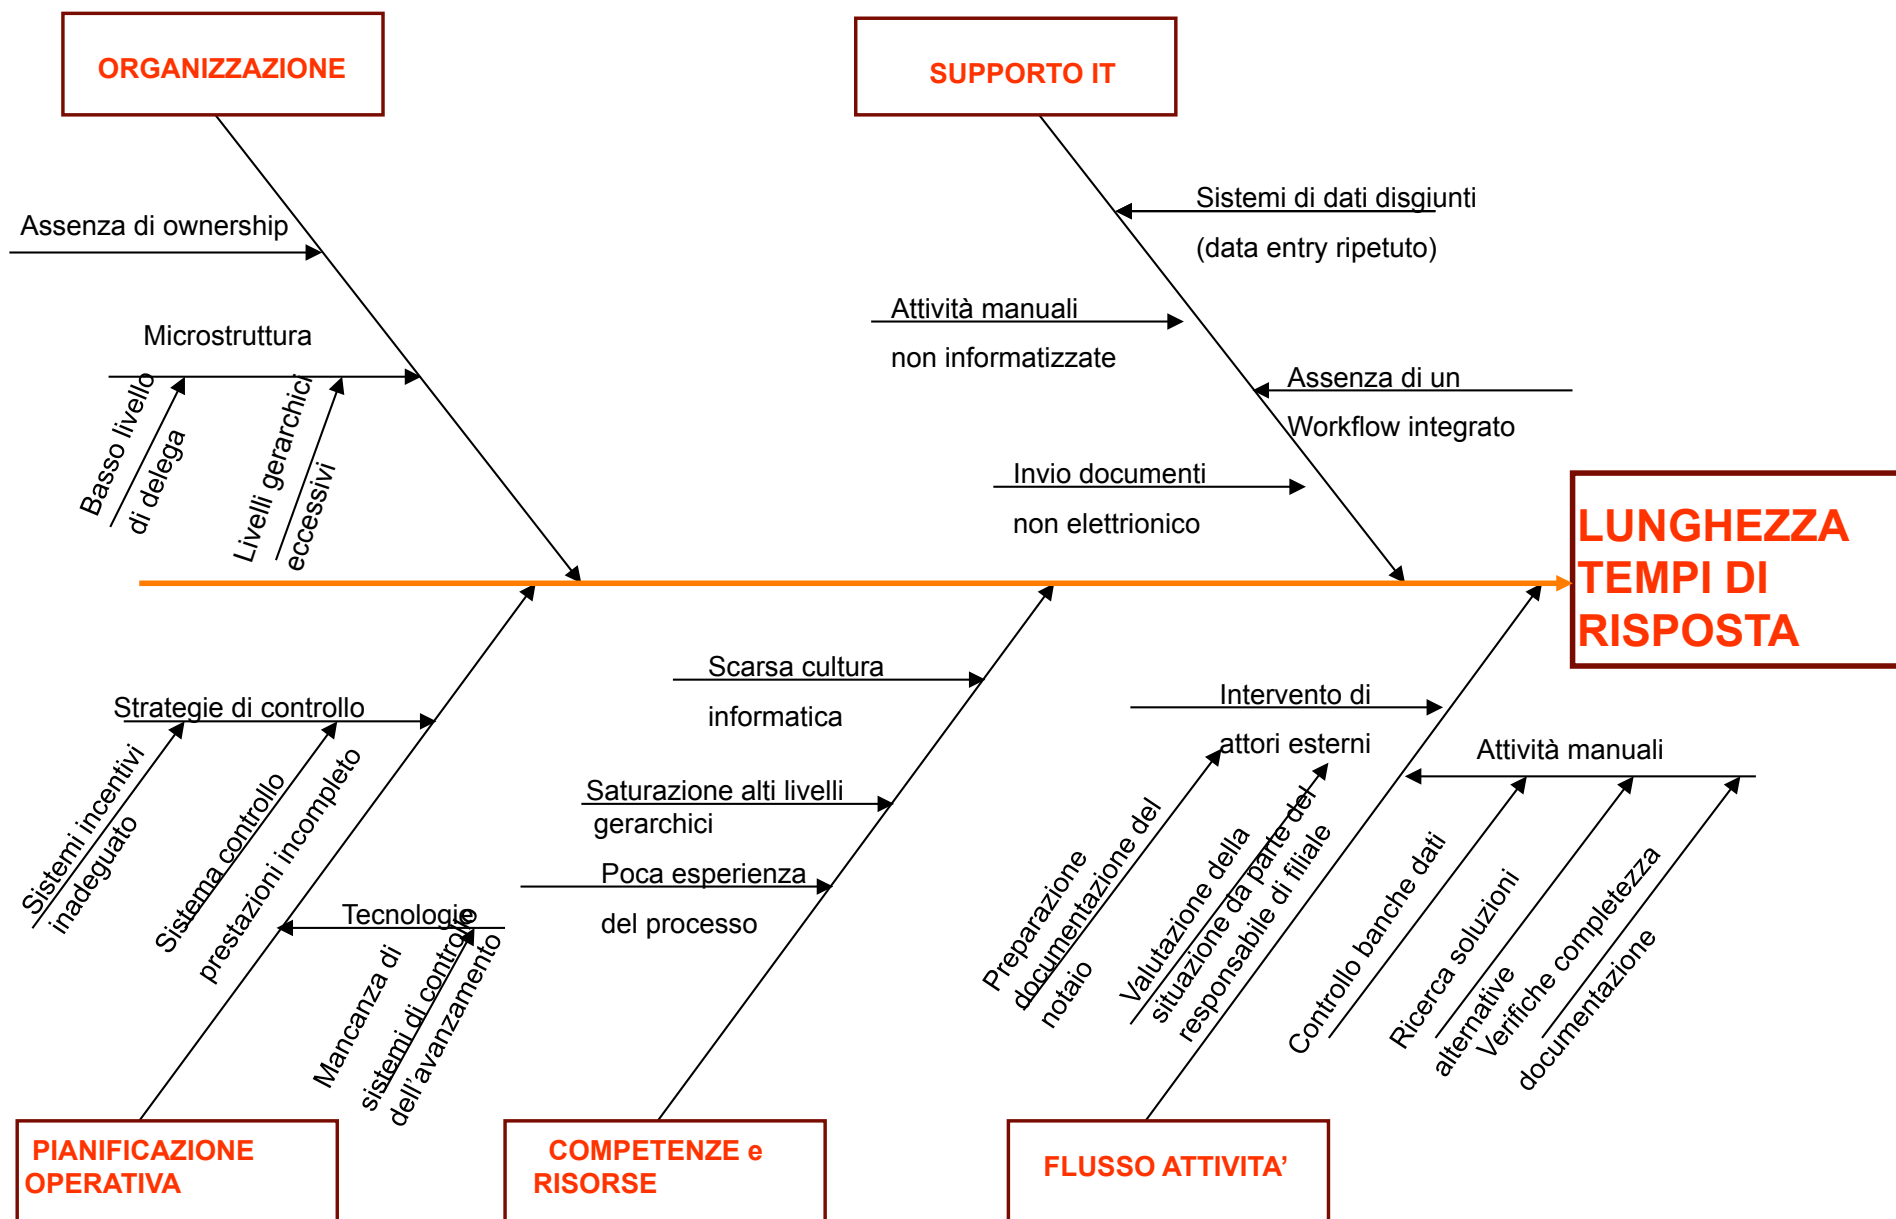 ORGANIZZAZIONE
SUPPORTO IT
Assenza di ownership
Microstruttura
Basso livello
di delega
Livelli gerarchici
eccessivi
Sistemi di dati disgiunti
(data entry ripetuto)
Attività manuali
non informatizzate
Assenza di un
Workflow integrato
Invio documenti
non elettrionico
LUNGHEZZA
TEMPI DI
RISPOSTA
Strategie di controllo
Sistemi incentivi
inadeguato
Sistema controllo
prestazioni incompleto
Tecnologie
Mancanza di
sistemi di controllo
dell'avanzamento
Scarsa cultura
informatica
Saturazione alti livelli
gerarchici
Poca esperienza
del processo
Intervento di
attori esterni
Preparazione
documentazione del
notaio
Valutazione della
situazione da parte del
responsabile di filiale
Attività manuali
Controllo banche dati
Ricerca soluzioni
alternative
Verifiche completezza
documentazione
PIANIFICAZIONE
OPERATIVA
COMPETENZE e
RISORSE
FLUSSO ATTIVITA’